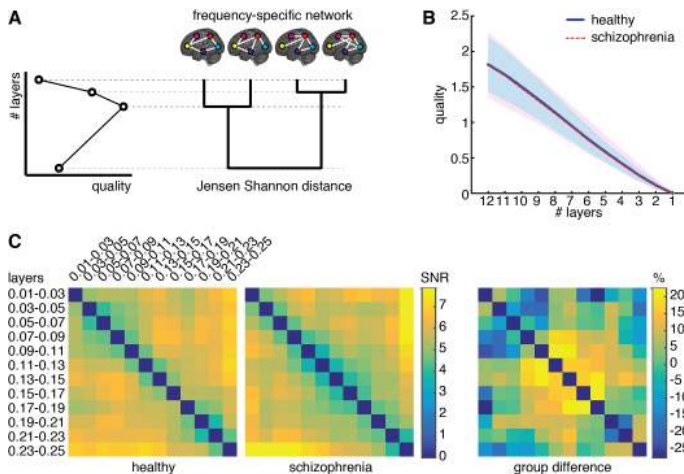 A
frequency-specific network
# layers
quality
Jensen Shannon distance
B
healthy
schizophrenia
quality
2.5
2
1.5
1
0.5
0
12 11 10 9 8 7 6 5 4 3 2 1
# layers
C
layers
0.01-0.03
0.03-0.05
0.05-0.07
0.07-0.09
0.09-0.11
0.11-0.13
0.13-0.15
0.15-0.17
0.17-0.19
0.19-0.21
0.21-0.23
0.23-0.25
0.01-0.03
0.03-0.05
0.05-0.07
0.07-0.09
0.09-0.11
0.11-0.13
0.13-0.15
0.15-0.17
0.17-0.19
0.19-0.21
0.21-0.23
0.23-0.25
healthy
schizophrenia
SNR
7
6
5
4
3
2
1
0
group difference
%
20
15
10
5
0
-5
-10
-15
-20
-25